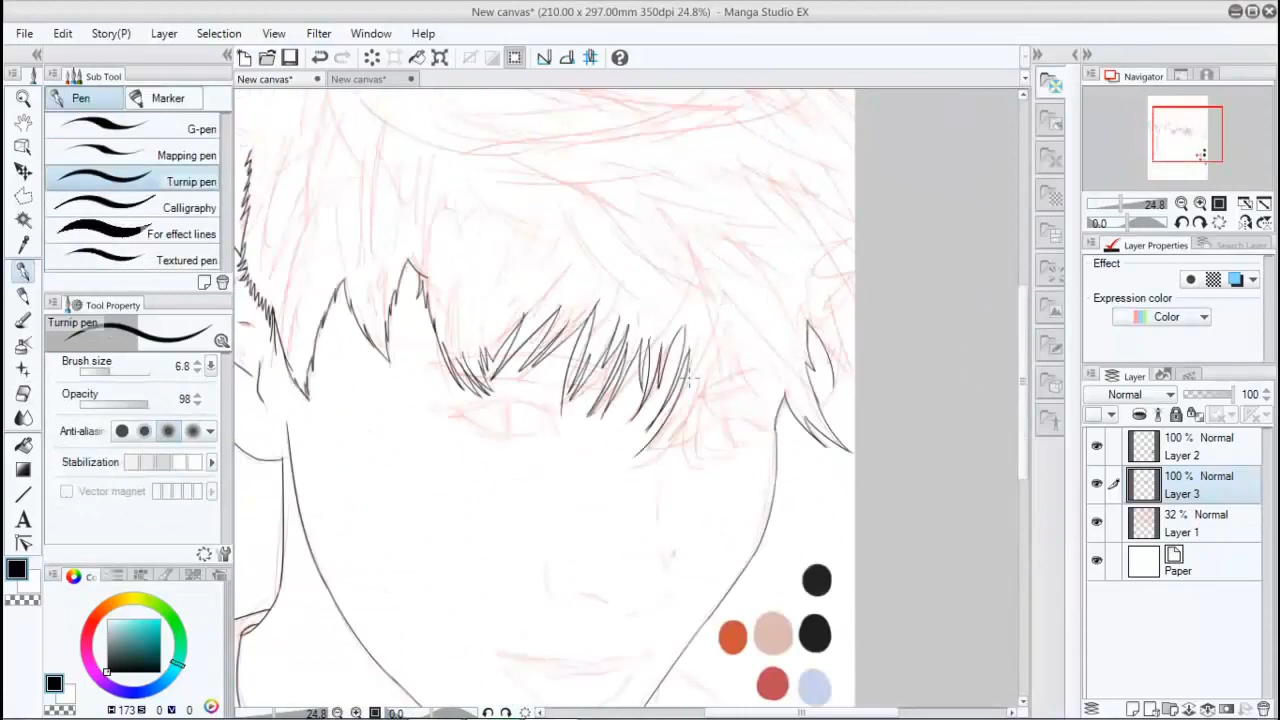 New canvas* (210.00 x 297.00mm 350dpi 24.8%) - Manga Studio EX
File Edit Story(P) Layer Selection View Filter Window Help
Sub Tool
New canvas* New canvas*
Navigator
Pen Marker
G-pen
Mapping pen
Turnip pen
Calligraphy
For effect lines
Textured pen
24.8
0.0
Layer Properties Search Layer
Effect
Expression color
Color
Tool Property
Turnip pen
Brush size 6.8
Opacity 98
Anti-aliasin
Stabilization
Vector magnet
Layer
Normal 100
100 % Normal
Layer 2
100 % Normal
Layer 3
32 % Normal
Layer 1
Paper
H 173 S 0 V 0
24.8 0.0